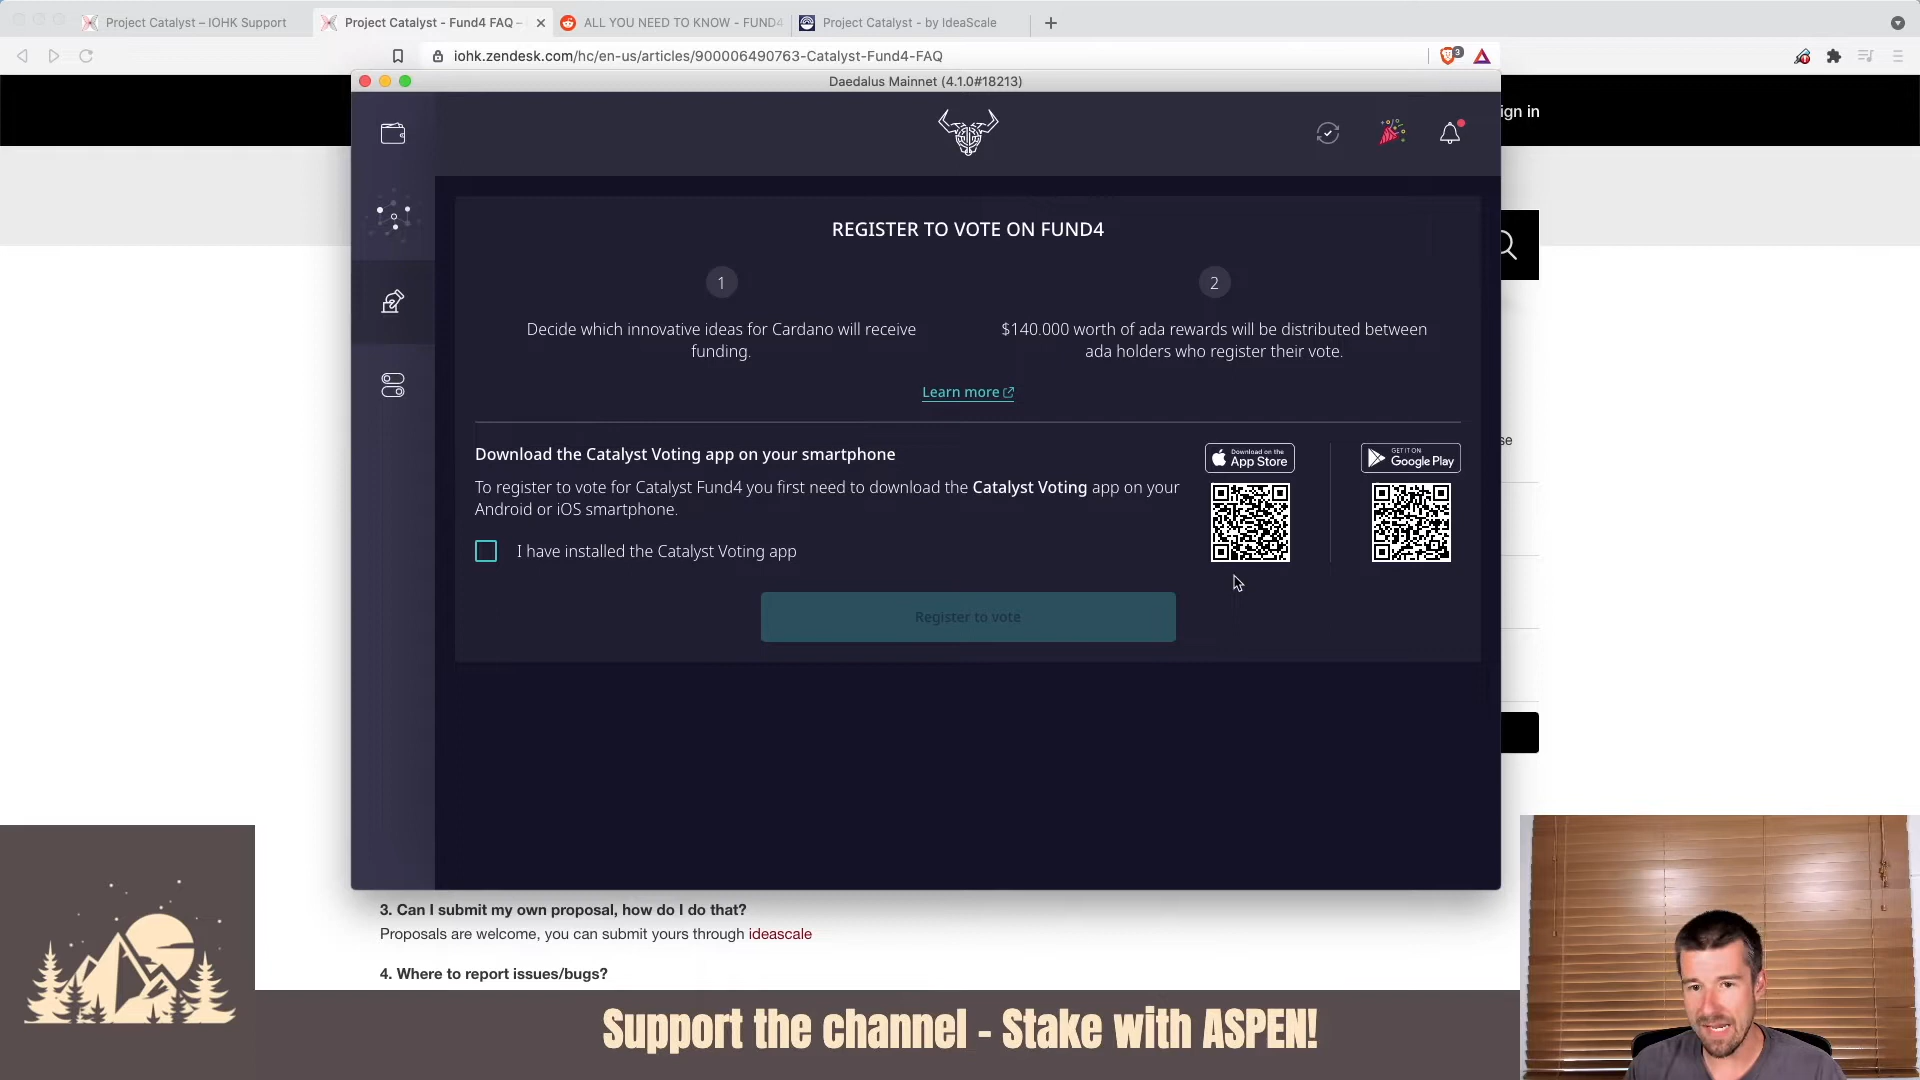 Project Catalyst – IOHK Support
Project Catalyst - Fund4 FAQ –
ALL YOU NEED TO KNOW - FUND4
Project Catalyst - by IdeaScale
iohk.zendesk.com/hc/en-us/articles/900006490763-Catalyst-Fund4-FAQ
3
Daedalus Mainnet (4.1.0#18213)
ign in
REGISTER TO VOTE ON FUND4
1
2
Decide which innovative ideas for Cardano will receive
funding.
$140.000 worth of ada rewards will be distributed between
ada holders who register their vote.
Learn more
Download the Catalyst Voting app on your smartphone
To register to vote for Catalyst Fund4 you first need to download the Catalyst Voting app on your
Android or iOS smartphone.
I have installed the Catalyst Voting app
Download on the
App Store
GET IT ON
Google Play
se
Register to vote
3. Can I submit my own proposal, how do I do that?
Proposals are welcome, you can submit yours through ideascale
4. Where to report issues/bugs?
Support the channel - Stake with ASPEN!